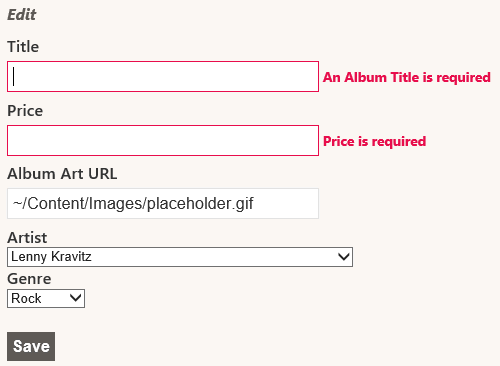 Edit
Title
An Album Title is required
Price
Price is required
Album Art URL
~/Content/Images/placeholder.gif
Artist
Lenny Kravitz
Genre
Rock
Save